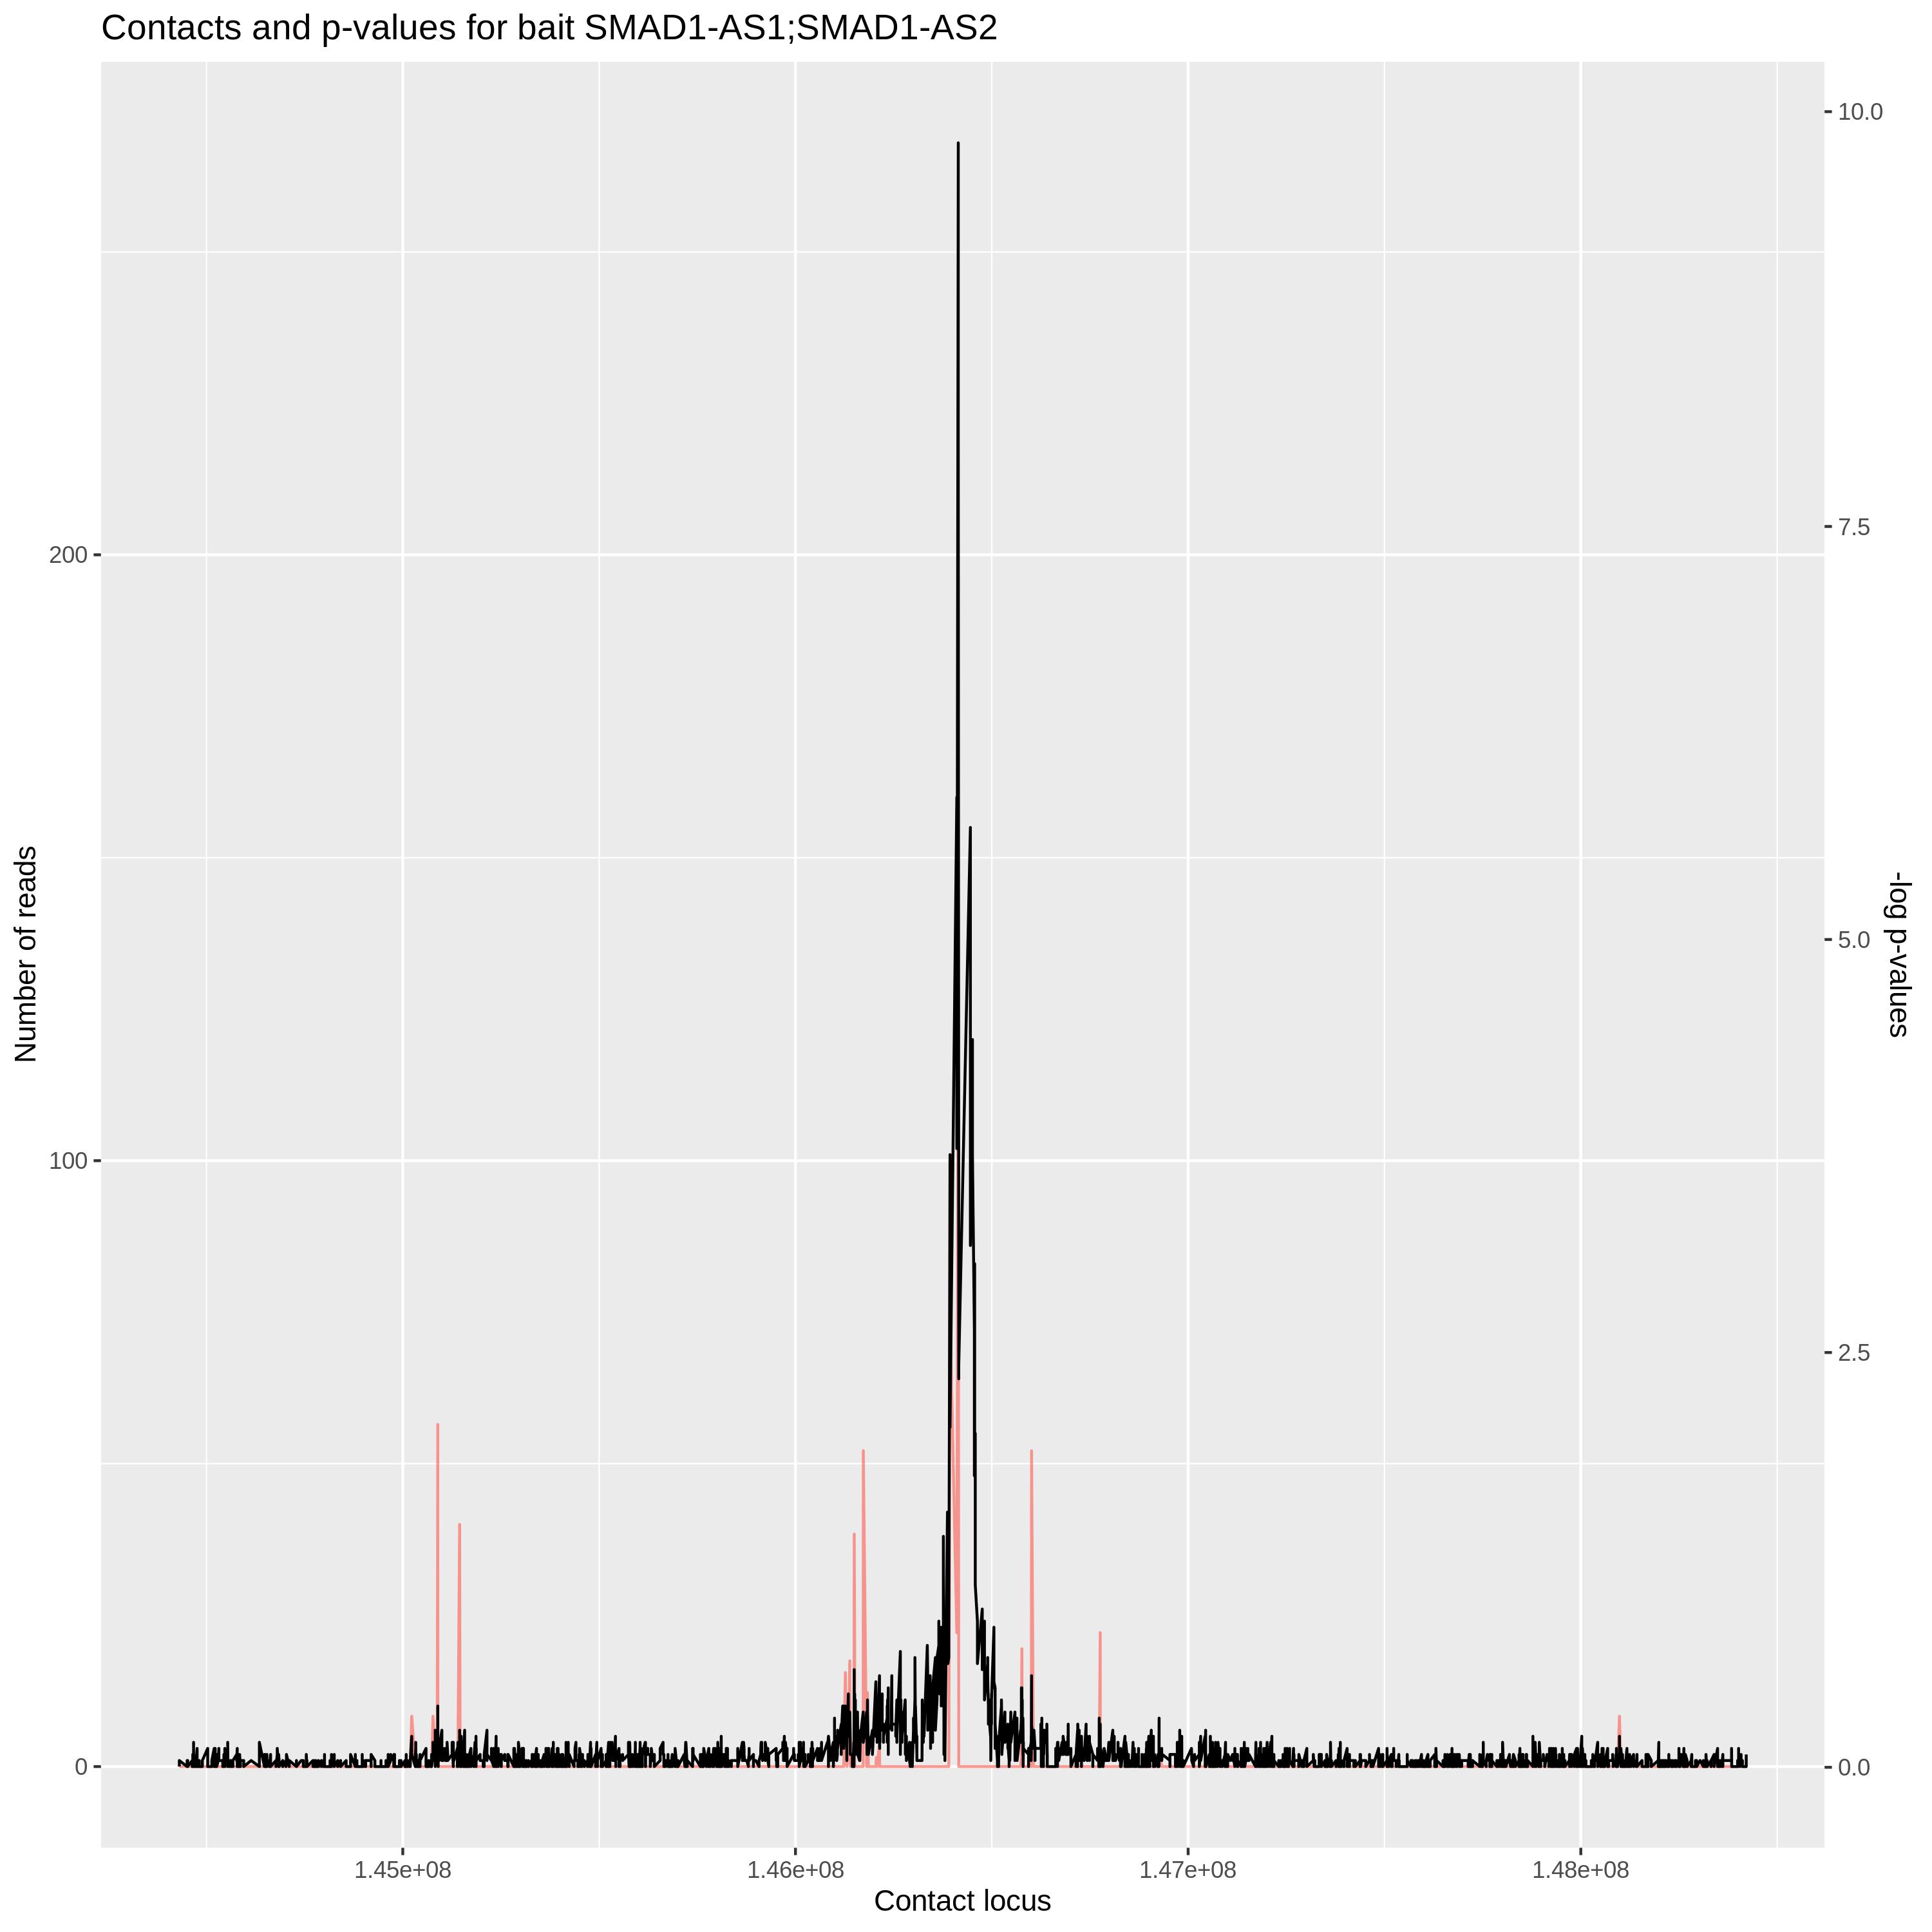 Contacts and p-values for bait SMAD1-AS1;SMAD1-AS2
10.0
7.5
5.0
2.5
0.0
-log p-values
200
100
0
Number of reads
1.45e+08 1.46e+08 1.47e+08 1.48e+08
Contact locus